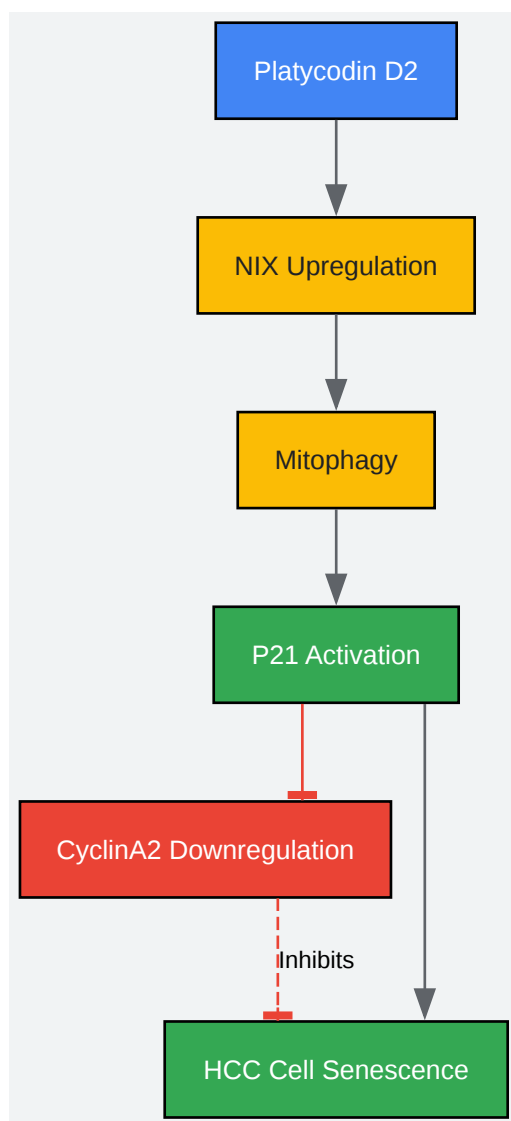 Platycodin D2
NIX Upregulation
Mitophagy
P21 Activation
CyclinA2 Downregulation
Inhibits
HCC Cell Senescence